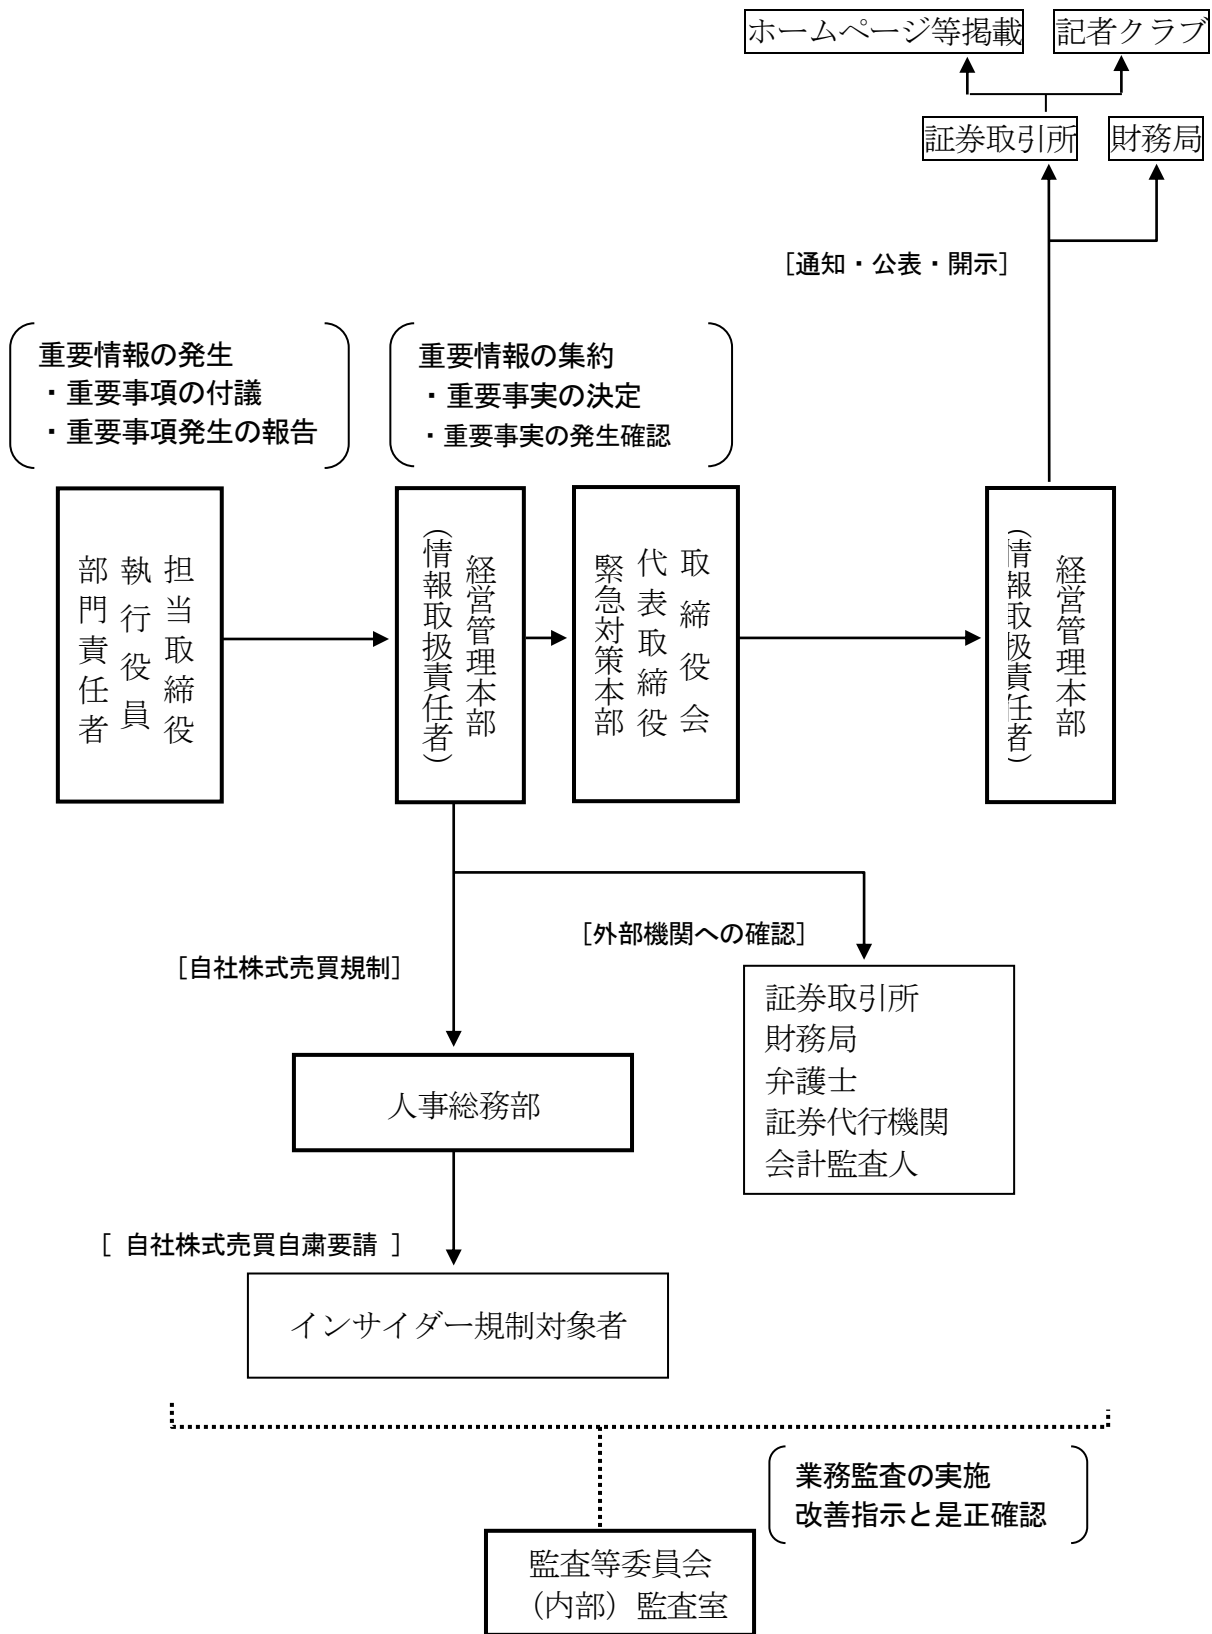 ホームページ等掲載
記者クラブ
証券取引所
財務局
[通知・公表・開示]
重要情報の発生
・重要事項の付議
・重要事項発生の報告
重要情報の集約
・重要事実の決定
・重要事実の発生確認
担当取締役
執行役員
部門責任者
経営管理本部
(情報取扱責任者)
取締役会
代表取締役
緊急対策本部
経営管理本部
(情報取扱責任者)
[外部機関への確認]
[自社株式売買規制]
証券取引所
財務局
弁護士
証券代行機関
会計監査人
人事総務部
[ 自社株式売買自粛要請 ]
インサイダー規制対象者
業務監査の実施
改善指示と是正確認
監査等委員会
(内部)監査室